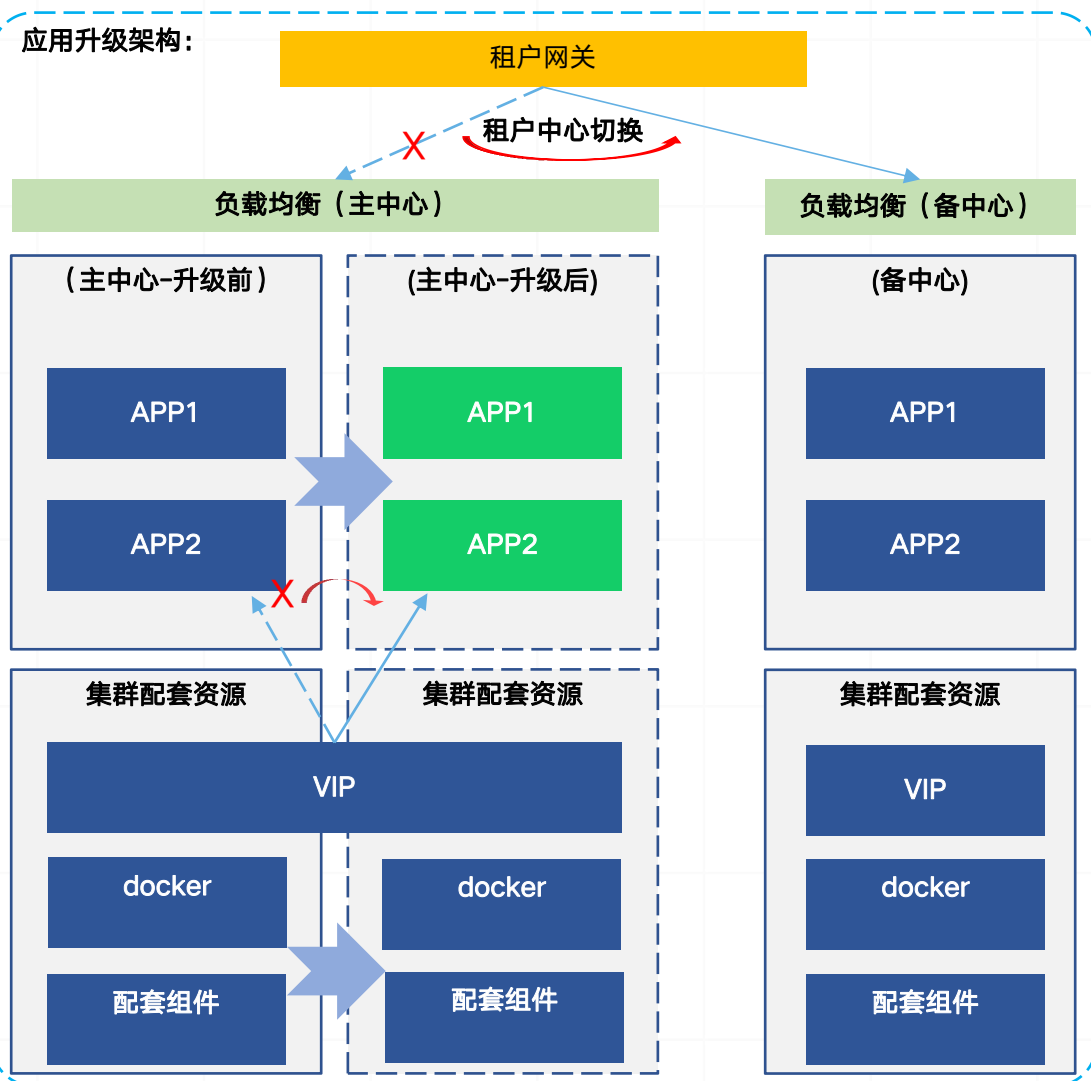 应用升级架构:
租户网关
X
租户中心切换
负载均衡（主中心）
负载均衡（备中心）
（主中心-升级前）
(主中心-升级后)
(备中心)
APP1
APP1
APP1
APP2
APP2
APP2
X
集群配套资源
集群配套资源
集群配套资源
VIP
VIP
docker
docker
docker
配套组件
配套组件
配套组件